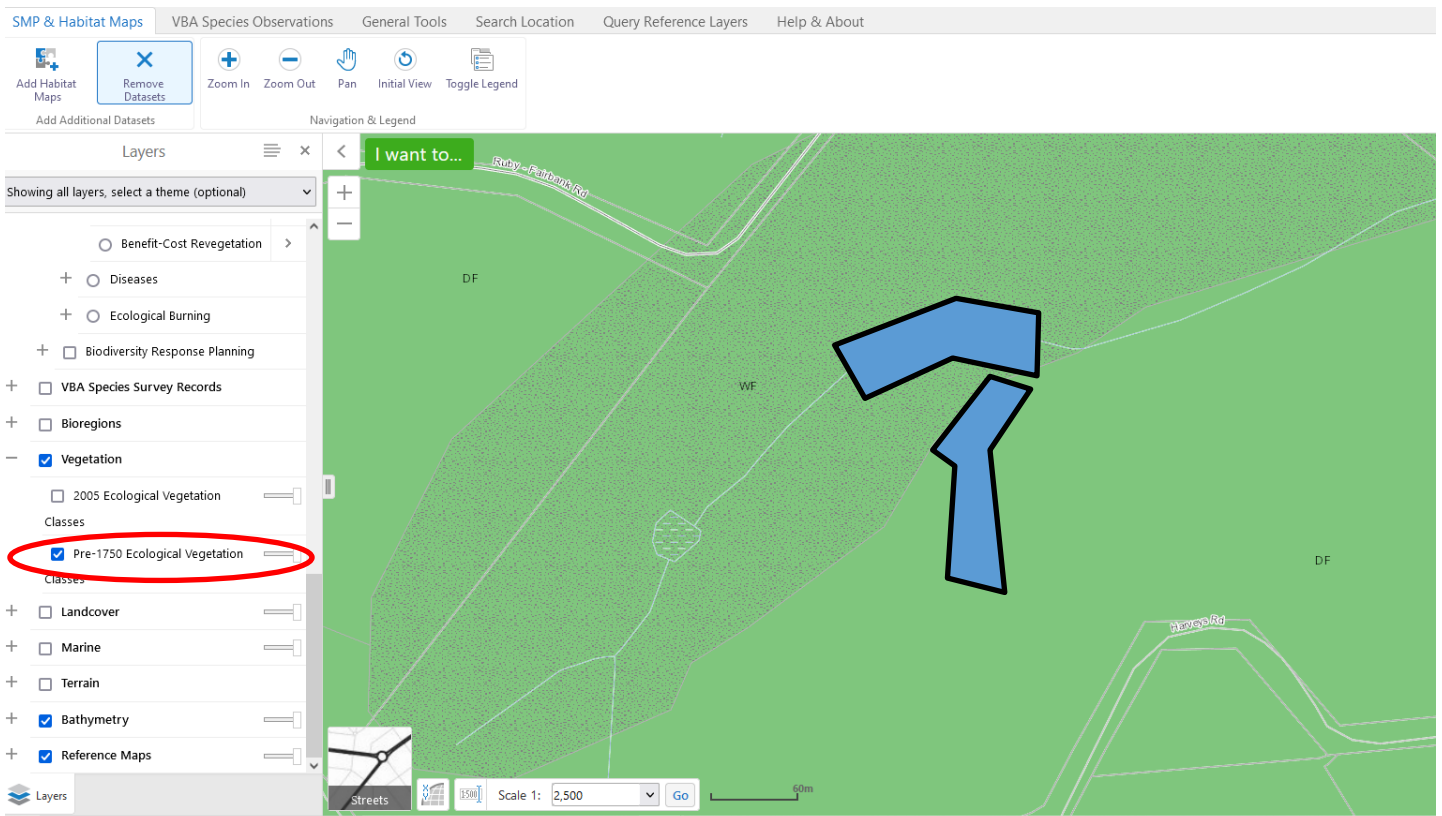 SMP & Habitat Maps VBA Species Observations General Tools Search Location Query Reference Layers Help & About
Add Habitat Maps
Remove Datasets
Zoom In Zoom Out Pan Initial View Toggle Legend
Add Additional Datasets
Navigation & Legend
Layers
I want to...
Showing all layers, select a theme (optional)
Benefit-Cost Revegetation
Diseases
Ecological Burning
Biodiversity Response Planning
VBA Species Survey Records
Bioregions
Vegetation
2005 Ecological Vegetation
Classes
Pre-1750 Ecological Vegetation
Classes
Landcover
Marine
Terrain
Bathymetry
Reference Maps
Layers
Ruby - Fairbank Rd
DF
WF
DF
Harveys Rd
Streets
X Y
1500
Scale 1: 2,500 Go
60m